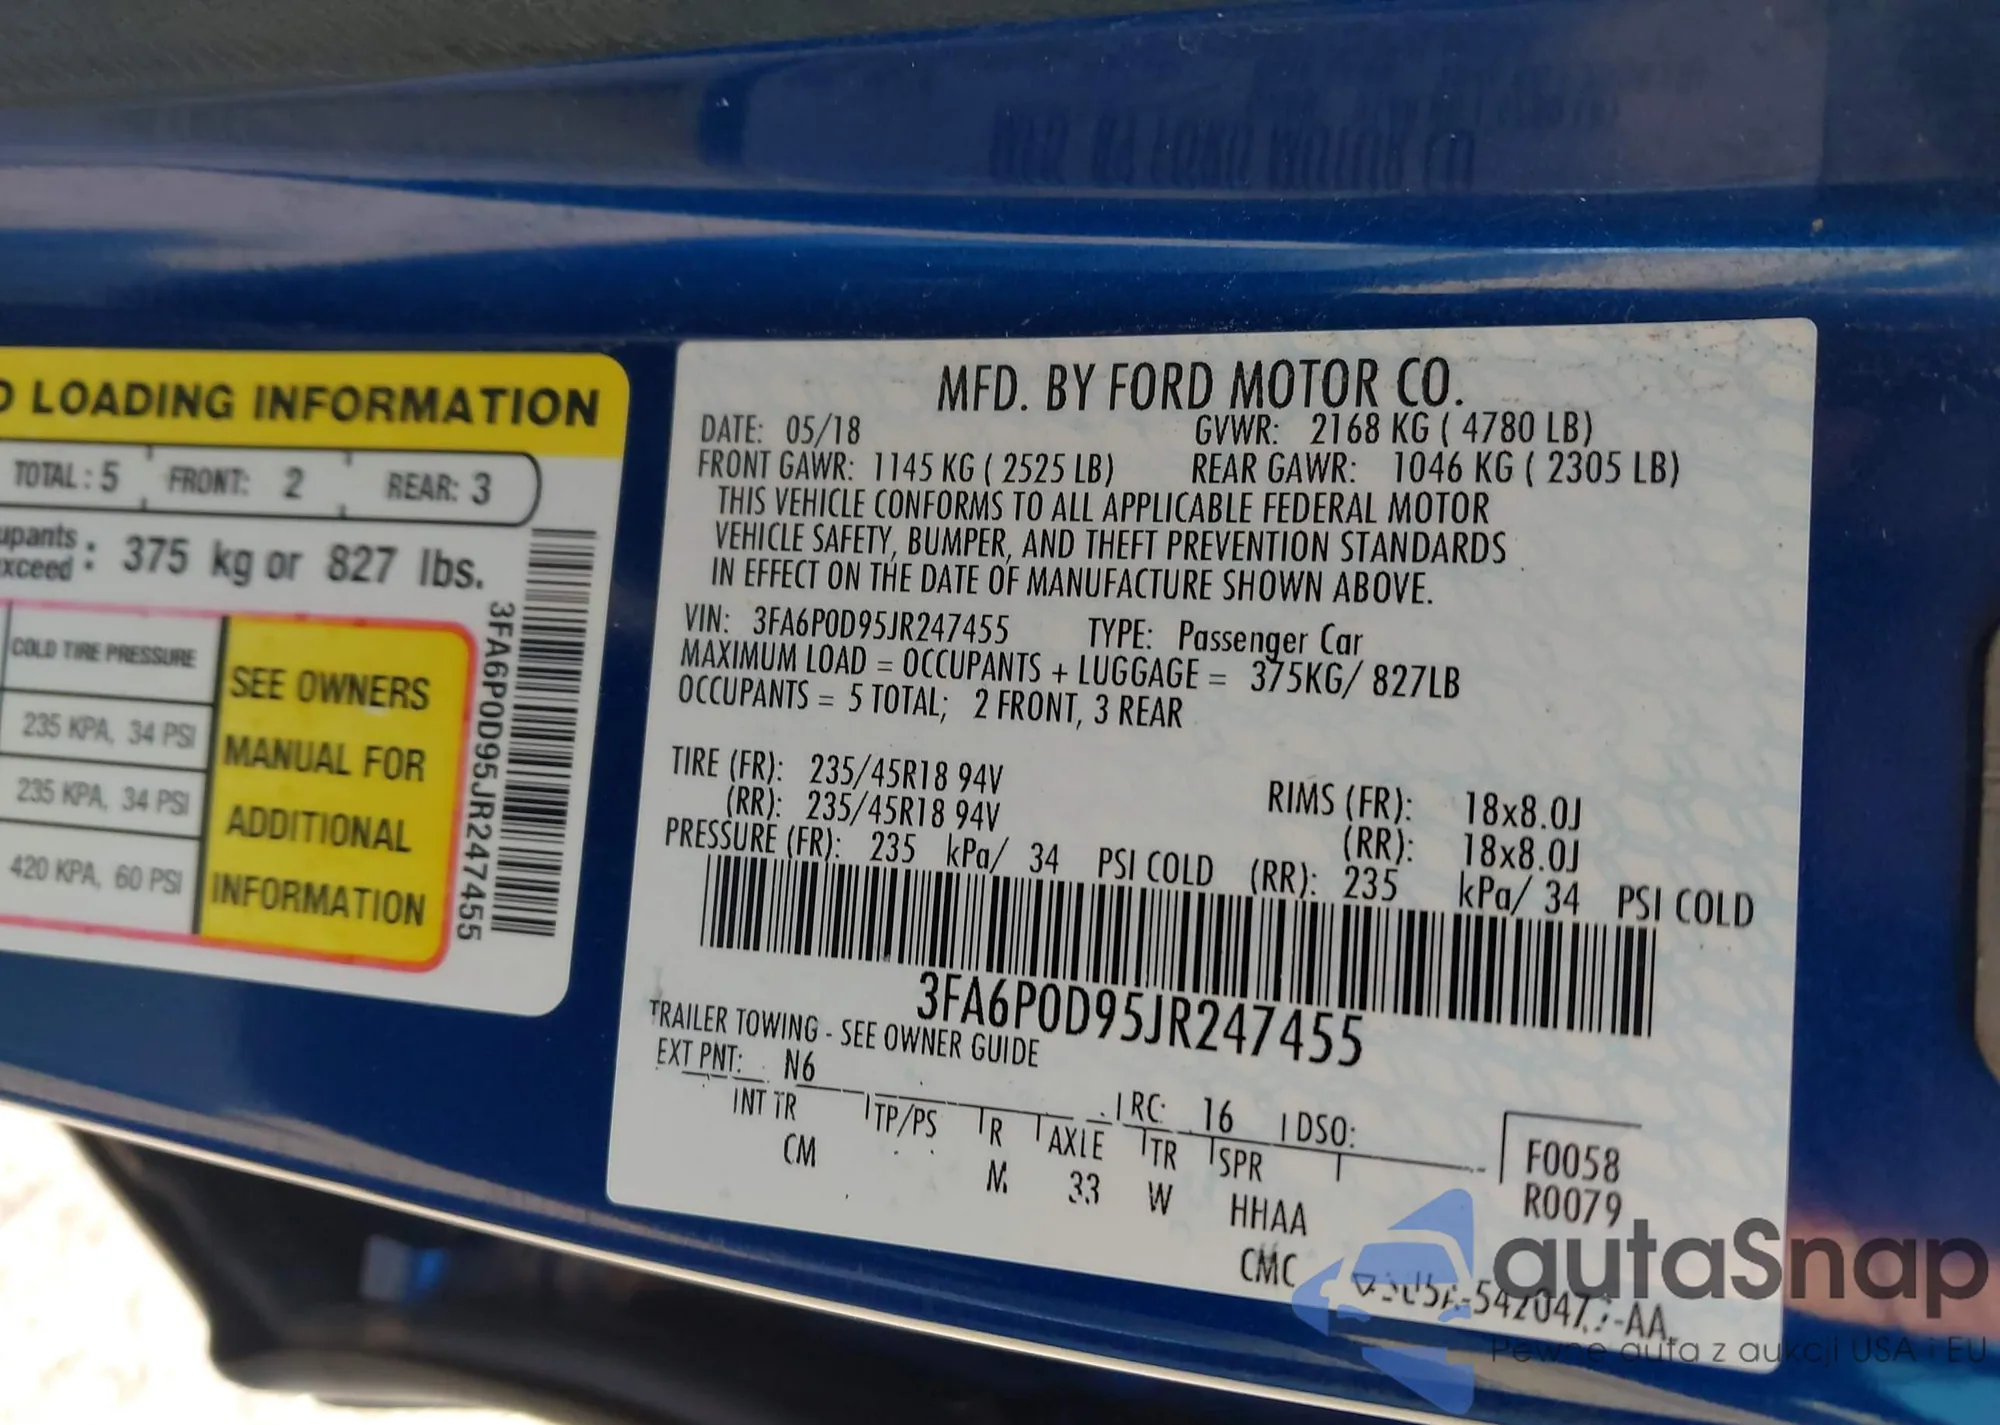 LOADING INFORMATION
TOTAL: 5 FRONT: 2 REAR: 3
375 kg or 827 lbs.
COLD TIRE PRESSURE
235 KPA, 34 PSI
235 KPA, 34 PSI
420 KPA, 60 PSI
SEE OWNERS
MANUAL FOR
ADDITIONAL
INFORMATION
3FA6P0D95JR247455
MFD. BY FORD MOTOR CO.
DATE: 05/18 GVWR: 2168 KG ( 4780 LB)
FRONT GAWR: 1145 KG ( 2525 LB) REAR GAWR: 1046 KG ( 2305 LB)
THIS VEHICLE CONFORMS TO ALL APPLICABLE FEDERAL MOTOR
VEHICLE SAFETY, BUMPER, AND THEFT PREVENTION STANDARDS
IN EFFECT ON THE DATE OF MANUFACTURE SHOWN ABOVE.
VIN: 3FA6P0D95JR247455 TYPE: Passenger Car
MAXIMUM LOAD = OCCUPANTS + LUGGAGE = 375KG/ 827LB
OCCUPANTS = 5 TOTAL; 2 FRONT, 3 REAR
TIRE (FR): 235/45R18 94V RIMS (FR): 18x8.0J
(RR): 235/45R18 94V (RR): 18x8.0J
PRESSURE (FR): 235 kPa/ 34 PSI COLD (RR): 235 kPa/ 34 PSI COLD
3FA6P0D95JR247455
TRAILER TOWING - SEE OWNER GUIDE
EXT PNT: N6 RC: 16 DSO:
INT TR TP/PS R AXLE TR SPR
CM M 33 W HHAA
F0058
R0079
CMC
autaSnap
Pewne auta z aukcji USA i EU